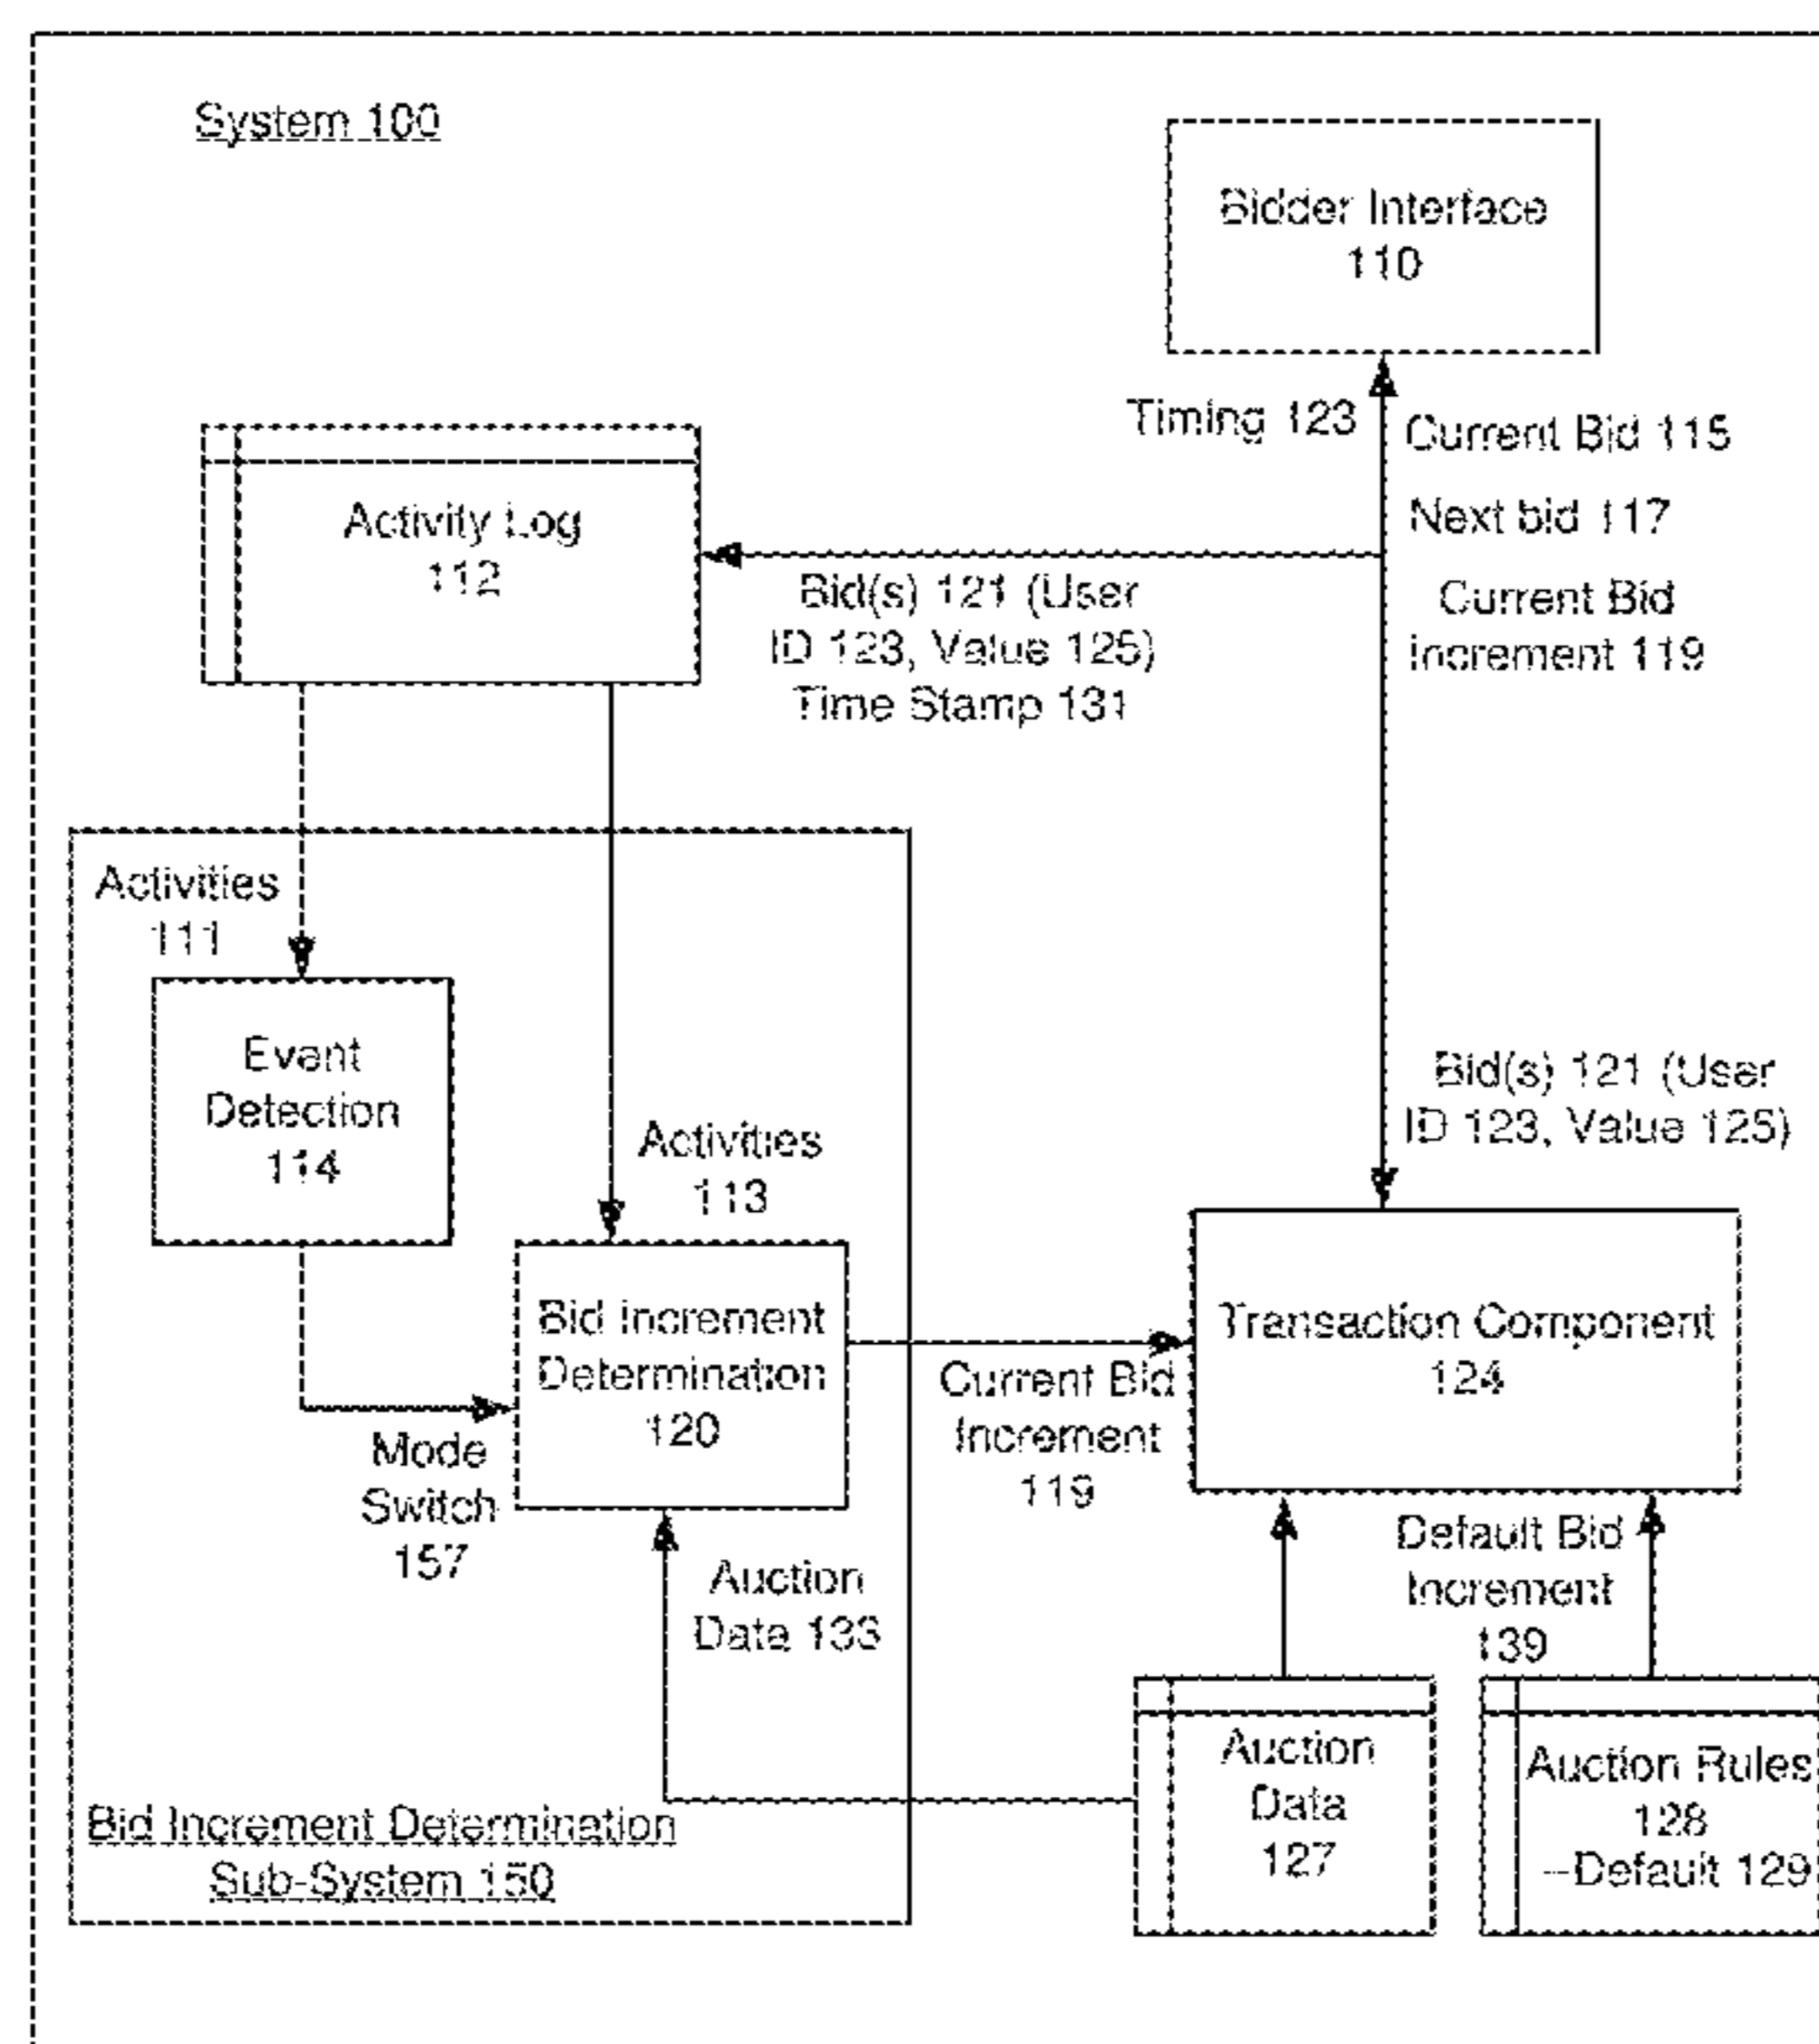 System 100
Bidder Interface
110
Timing 123
Current Bid 115
Next bid 117
Current Bid
Increment 119
Activity Log
112
Bid(s) 121 (User
ID 123, Value 125)
Time Stamp 131
Activities
111
Event
Detection
114
Activities
113
Bid(s) 121 (User
ID 123, Value 125)
Bid Increment
Determination
120
Transaction Component
124
Current Bid
Increment
119
Mode
Switch
157
Auction
Data 133
Default Bid
Increment
139
Auction
Data
127
Auction Rules
128
--Default 129
Bid Increment Determination
Sub-System 150